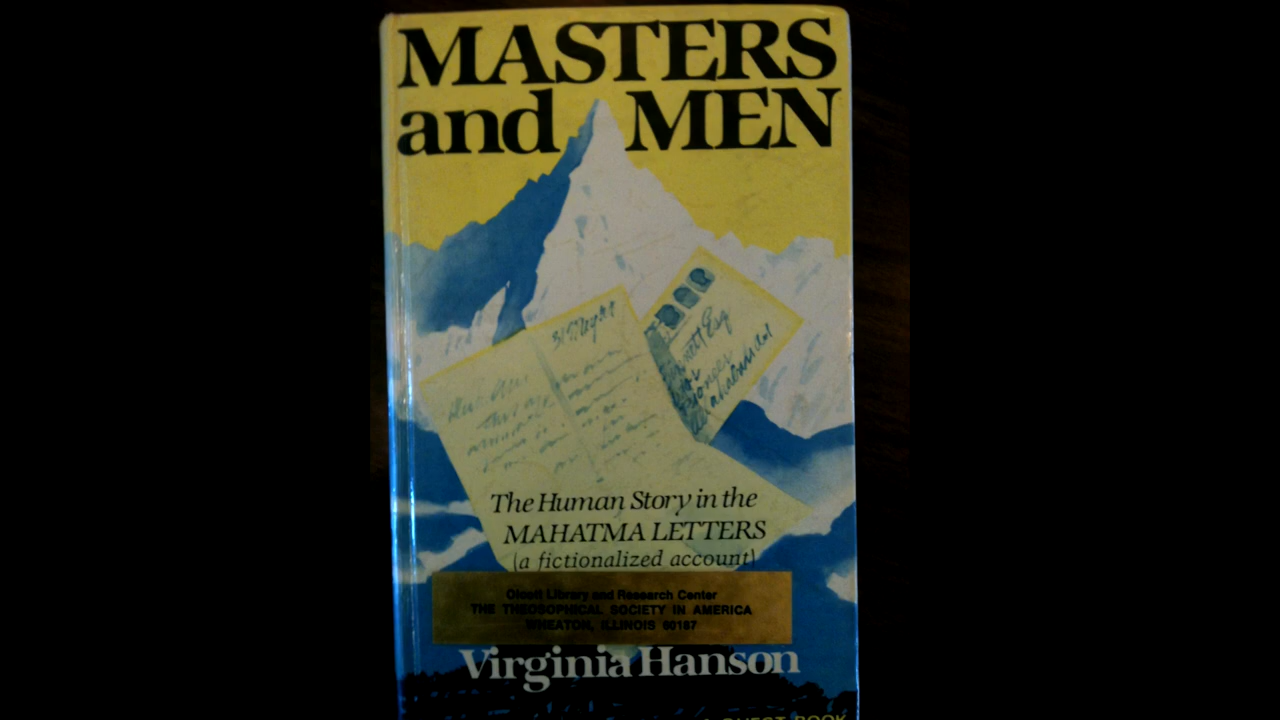 MASTERS
and MEN
The Human Story in the
MAHATMA LETTERS
(a fictionalized account)
Olcott Library and Research Center
THE THEOSOPHICAL SOCIETY IN AMERICA
WHEATON, ILLINOIS 60187
Virginia Hanson
QUEST BOOK